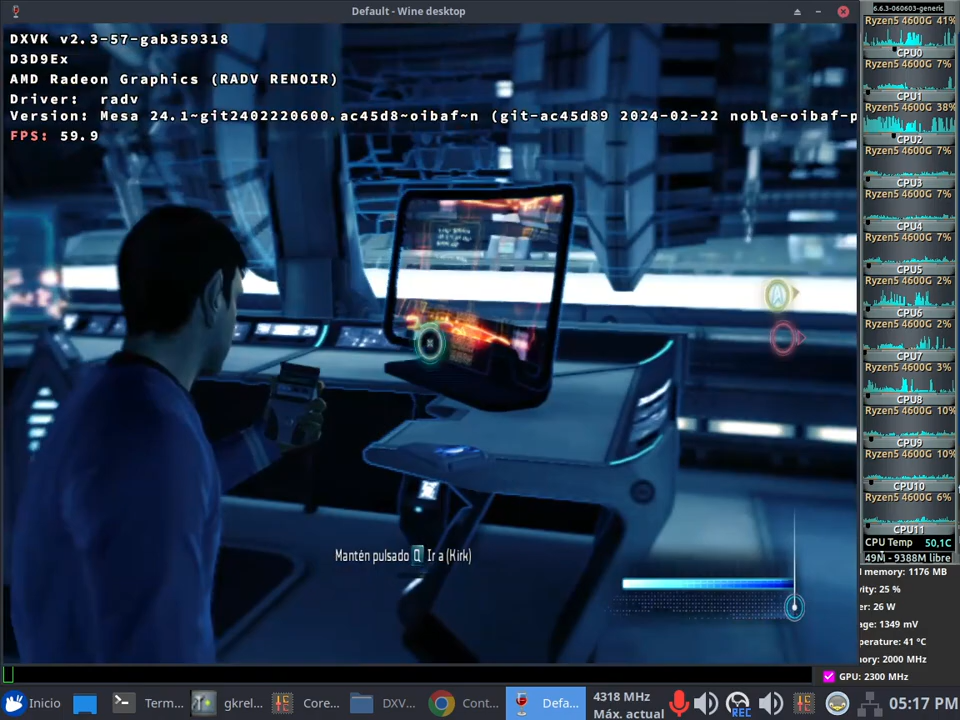 Default - Wine desktop
DXVK v2.3-57-gab359318
D3D9Ex
AMD Radeon Graphics (RADV RENOIR)
Driver: radv
Version: Mesa 24.1~git2402220600.ac45d8~oibaf~n (git-ac45d89 2024-02-22 noble-oibaf-p
FPS: 59.9
Mantén pulsado Q Ir a (Kirk)
6.6.3-060603-generic
Ryzen5 4600G 41%
CPU0
Ryzen5 4600G 7%
CPU1
Ryzen5 4600G 38%
CPU2
Ryzen5 4600G 7%
CPU3
Ryzen5 4600G 7%
CPU4
Ryzen5 4600G 7%
CPU5
Ryzen5 4600G 2%
CPU6
Ryzen5 4600G 2%
CPU7
Ryzen5 4600G 3%
CPU8
Ryzen5 4600G 10%
CPU9
Ryzen5 4600G 10%
CPU10
Ryzen5 4600G 6%
CPU11
CPU Temp 50,1C
49M - 9388M libre
l memory: 1176 MB
vity: 25 %
er: 26 W
age: 1349 mV
perature: 41 °C
nory: 2000 MHz
GPU: 2300 MHz
Inicio
Term...
gkrel...
Core...
DXV...
Cont...
Defa...
4318 MHz
Máx. actual
REC
05:17 PM